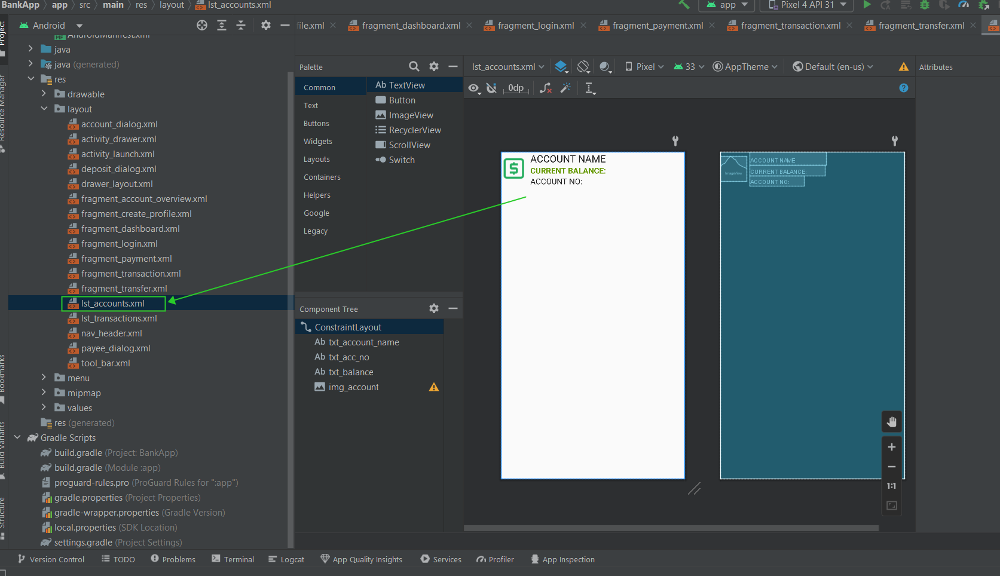 BankApp app src main res layout lst_accounts.xml
app Pixel 4 API 31
Project
Android
file.xml fragment_dashboard.xml fragment_login.xml fragment_payment.xml fragment_transaction.xml fragment_transfer.xml
AndroidManifest.xml
java
java (generated)
res
drawable
layout
account_dialog.xml
activity_drawer.xml
activity_launch.xml
deposit_dialog.xml
drawer_layout.xml
fragment_account_overview.xml
fragment_create_profile.xml
fragment_dashboard.xml
fragment_login.xml
fragment_payment.xml
fragment_transaction.xml
fragment_transfer.xml
lst_accounts.xml
lst_transactions.xml
nav_header.xml
payee_dialog.xml
tool_bar.xml
menu
mipmap
values
res (generated)
Gradle Scripts
build.gradle (Project: BankApp)
build.gradle (Module :app)
proguard-rules.pro (ProGuard Rules for ":app")
gradle.properties (Project Properties)
gradle-wrapper.properties (Gradle Version)
local.properties (SDK Location)
settings.gradle (Project Settings)
Resource Manager
Bookmarks
Build Variants
Structure
Palette
Common
Text
Buttons
Widgets
Layouts
Containers
Helpers
Google
Legacy
Ab TextView
Button
ImageView
RecyclerView
ScrollView
Switch
Component Tree
ConstraintLayout
Ab txt_account_name
Ab txt_acc_no
Ab txt_balance
img_account
lst_accounts.xml Pixel 33 AppTheme Default (en-us)
Attributes
0dp
ACCOUNT NAME
CURRENT BALANCE:
ACCOUNT NO:
ImageView
ACCOUNT NAME
CURRENT BALANCE:
ACCOUNT NO:
1:1
Version Control TODO Problems Terminal Logcat App Quality Insights Services Profiler App Inspection